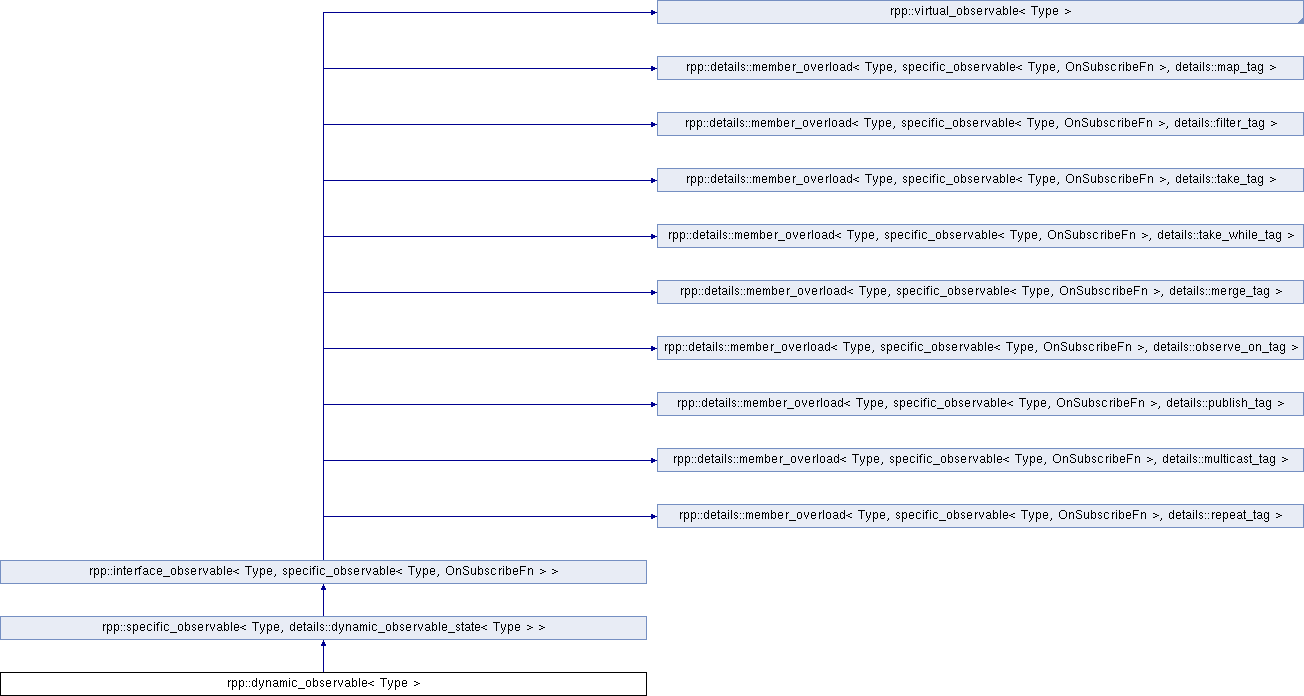 rpp::virtual_observable< Type >
rpp::details::member_overload< Type, specific_observable< Type, OnSubscribeFn >, details::map_tag >
rpp::details::member_overload< Type, specific_observable< Type, OnSubscribeFn >, details::filter_tag >
rpp::details::member_overload< Type, specific_observable< Type, OnSubscribeFn >, details::take_tag >
rpp::details::member_overload< Type, specific_observable< Type, OnSubscribeFn >, details::take_while_tag >
rpp::details::member_overload< Type, specific_observable< Type, OnSubscribeFn >, details::merge_tag >
rpp::details::member_overload< Type, specific_observable< Type, OnSubscribeFn >, details::observe_on_tag >
rpp::details::member_overload< Type, specific_observable< Type, OnSubscribeFn >, details::publish_tag >
rpp::details::member_overload< Type, specific_observable< Type, OnSubscribeFn >, details::multicast_tag >
rpp::details::member_overload< Type, specific_observable< Type, OnSubscribeFn >, details::repeat_tag >
rpp::interface_observable< Type, specific_observable< Type, OnSubscribeFn > >
rpp::specific_observable< Type, details::dynamic_observable_state< Type > >
rpp::dynamic_observable< Type >